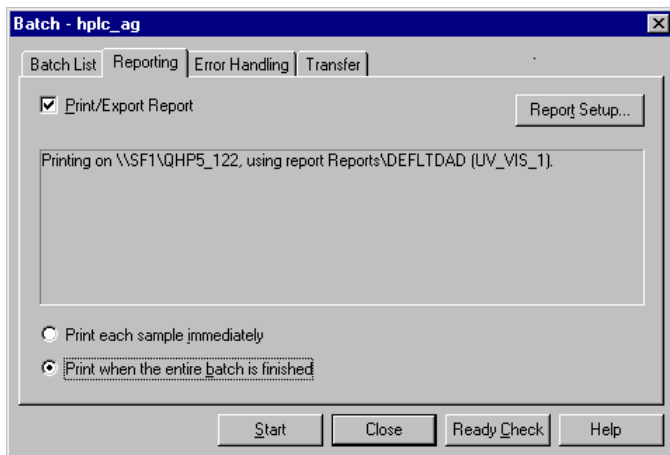 Batch - hplc_ag
Batch List Reporting Error Handling Transfer
Print/Export Report
Report Setup...
Printing on \\SF1\QHP5_122, using report Reports\DEFLTDAD (UV_VIS_1).
Print each sample immediately
Print when the entire batch is finished
Start Close Ready Check Help